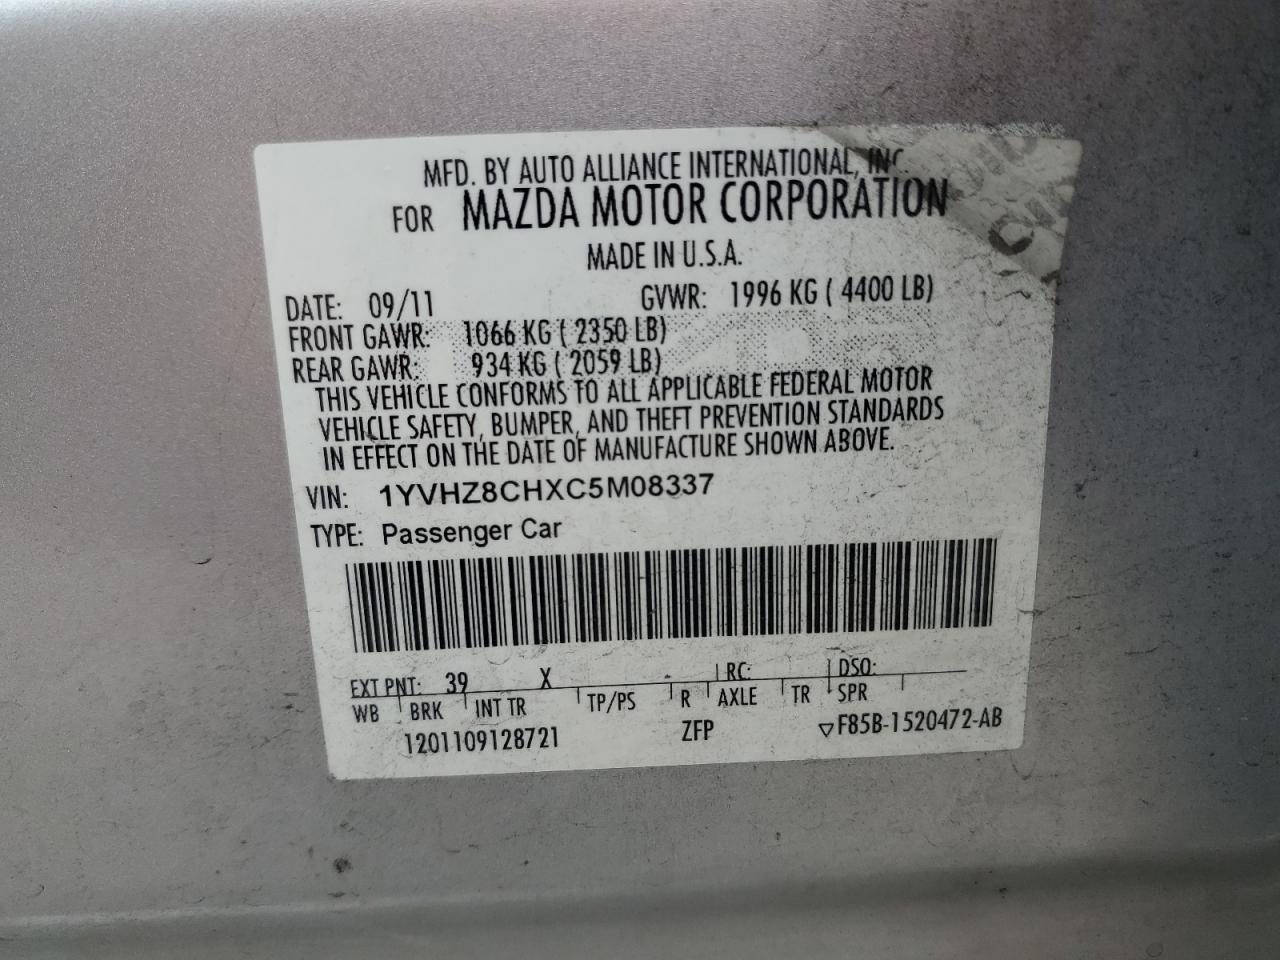 MFD. BY AUTO ALLIANCE INTERNATIONAL, INC.
FOR MAZDA MOTOR CORPORATION
MADE IN U.S.A.
DATE: 09/11 GVWR: 1996 KG ( 4400 LB)
FRONT GAWR: 1066 KG ( 2350 LB)
REAR GAWR: 934 KG ( 2059 LB)
THIS VEHICLE CONFORMS TO ALL APPLICABLE FEDERAL MOTOR
VEHICLE SAFETY, BUMPER, AND THEFT PREVENTION STANDARDS
IN EFFECT ON THE DATE OF MANUFACTURE SHOWN ABOVE.
VIN: 1YVHZ8CHXC5M08337
TYPE: Passenger Car
EXT PNT: 39 X RC: DSO:
WB BRK INT TR TP/PS R AXLE TR SPR
1201109128721 ZFP ▽F85B-1520472-AB